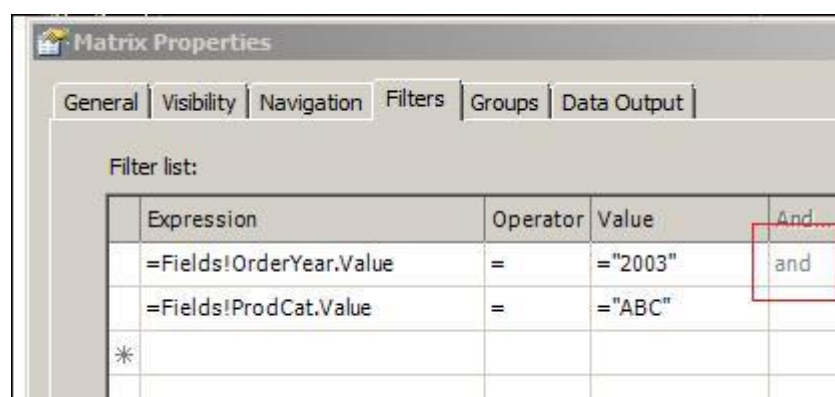 Matrix Properties
General Visibility Navigation Filters Groups Data Output
Filter list:
Expression Operator Value And...
=Fields!OrderYear.Value = ="2003" and
=Fields!ProdCat.Value = ="ABC"